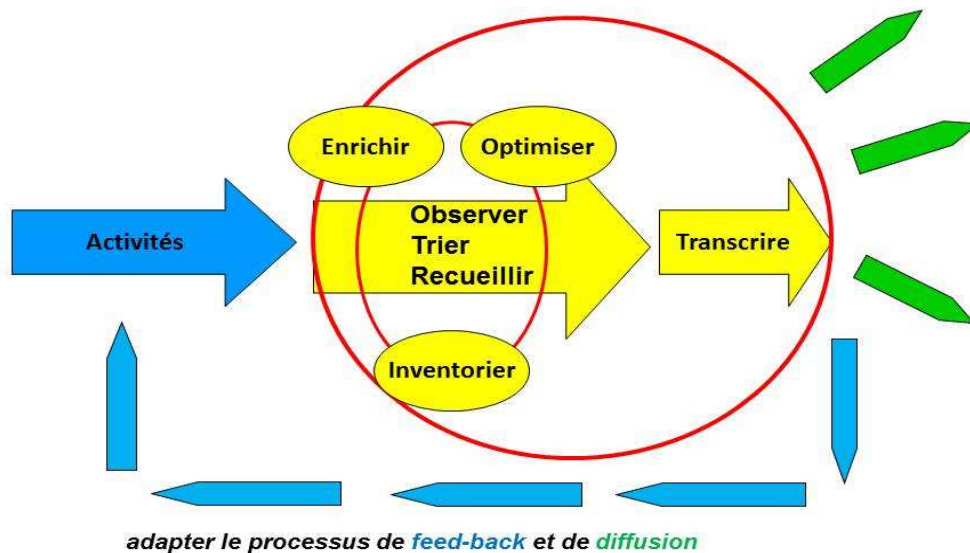 Enrichir
Optimiser
Activités
Observer
Trier
Recueillir
Transcrire
Inventorier
adapter le processus de feed-back et de diffusion